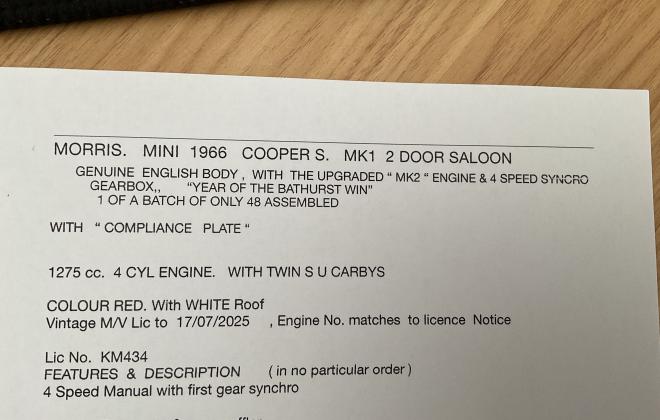 MORRIS. MINI 1966 COOPER S. MK1 2 DOOR SALOON
GENUINE ENGLISH BODY , WITH THE UPGRADED “ MK2 “ ENGINE & 4 SPEED SYNCRO
GEARBOX,, “YEAR OF THE BATHURST WIN”
1 OF A BATCH OF ONLY 48 ASSEMBLED
WITH “ COMPLIANCE PLATE “
1275 cc. 4 CYL ENGINE. WITH TWIN S U CARBYS
COLOUR RED. With WHITE Roof
Vintage M/V Lic to 17/07/2025 , Engine No. matches to licence Notice
Lic No. KM434
FEATURES & DESCRIPTION ( in no particular order )
4 Speed Manual with first gear synchro